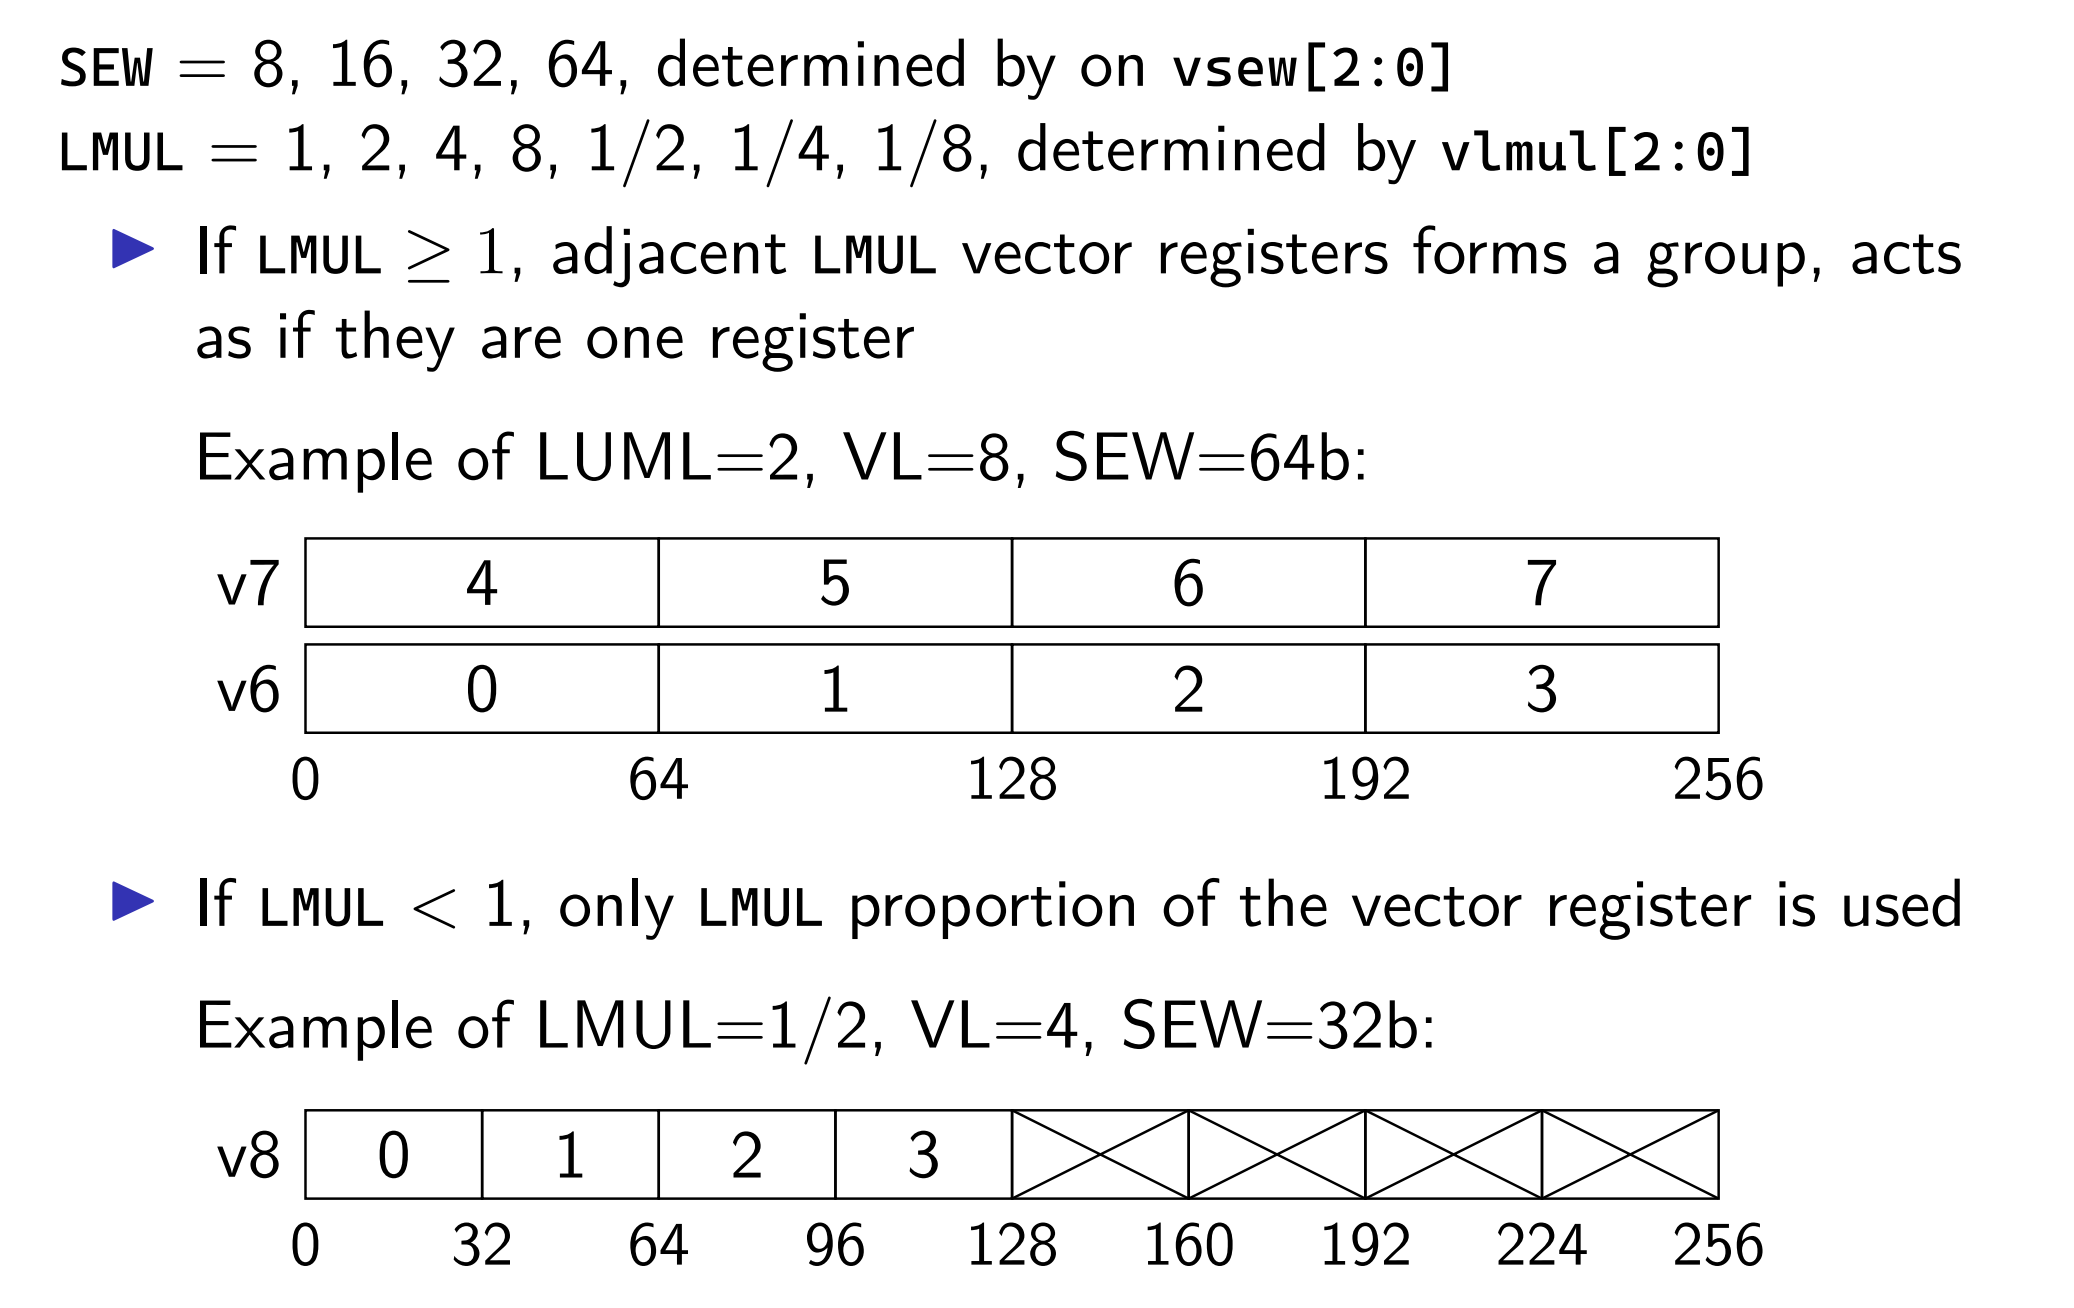 SEW = 8, 16, 32, 64, determined by on vsew[2:0]
LMUL = 1, 2, 4, 8, 1/2, 1/4, 1/8, determined by vlmul[2:0]
If LMUL ≥ 1, adjacent LMUL vector registers forms a group, acts
as if they are one register
Example of LUML=2, VL=8, SEW=64b:
v7 4 5 6 7
v6 0 1 2 3
0 64 128 192 256
If LMUL < 1, only LMUL proportion of the vector register is used
Example of LMUL=1/2, VL=4, SEW=32b:
v8 0 1 2 3
0 32 64 96 128 160 192 224 256